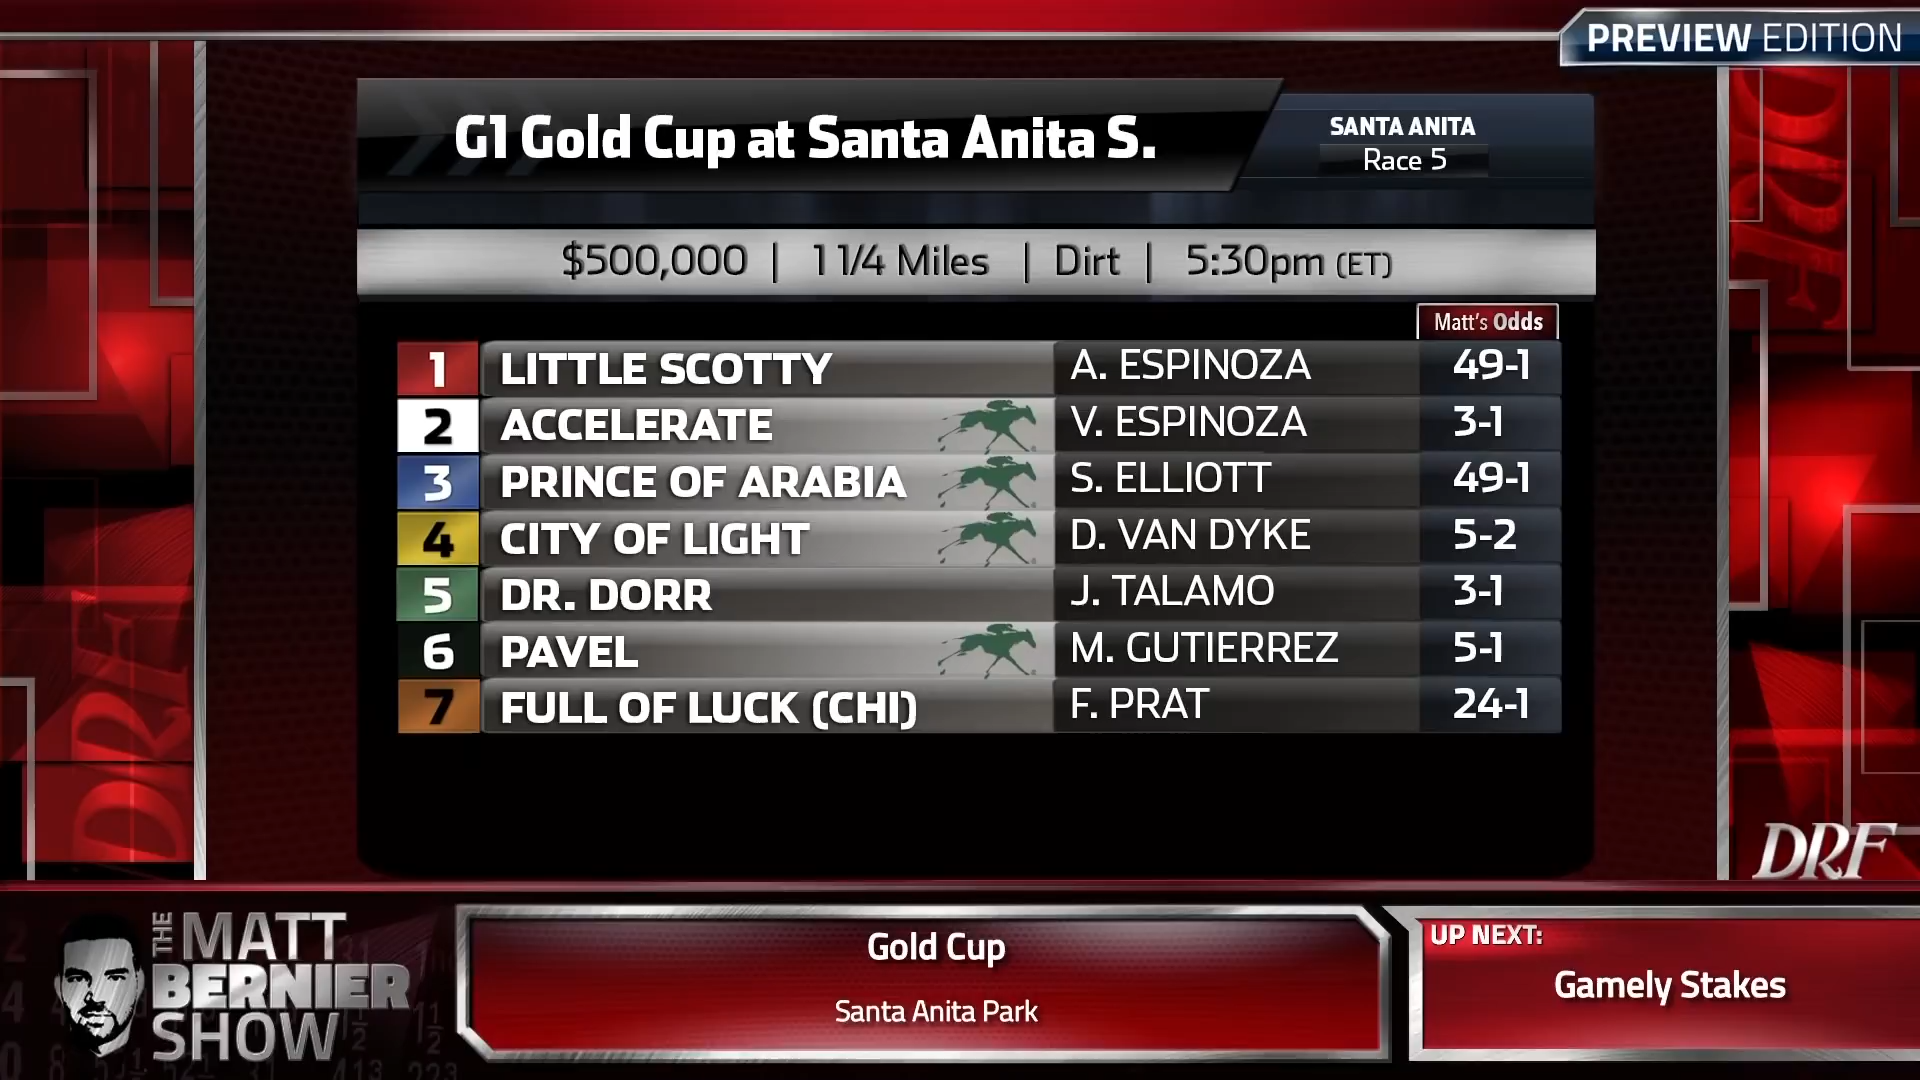 PREVIEW EDITION
G1 Gold Cup at Santa Anita S.
SANTA ANITA
Race 5
$500,000 | 1 1/4 Miles | Dirt | 5:30pm (ET)
Matt's Odds
1 LITTLE SCOTTY A. ESPINOZA 49-1
2 ACCELERATE V. ESPINOZA 3-1
3 PRINCE OF ARABIA S. ELLIOTT 49-1
4 CITY OF LIGHT D. VAN DYKE 5-2
5 DR. DORR J. TALAMO 3-1
6 PAVEL M. GUTIERREZ 5-1
7 FULL OF LUCK (CHI) F. PRAT 24-1
DRF
DRF
DRF
THE MATT BERNIER SHOW
Gold Cup
Santa Anita Park
UP NEXT:
Gamely Stakes